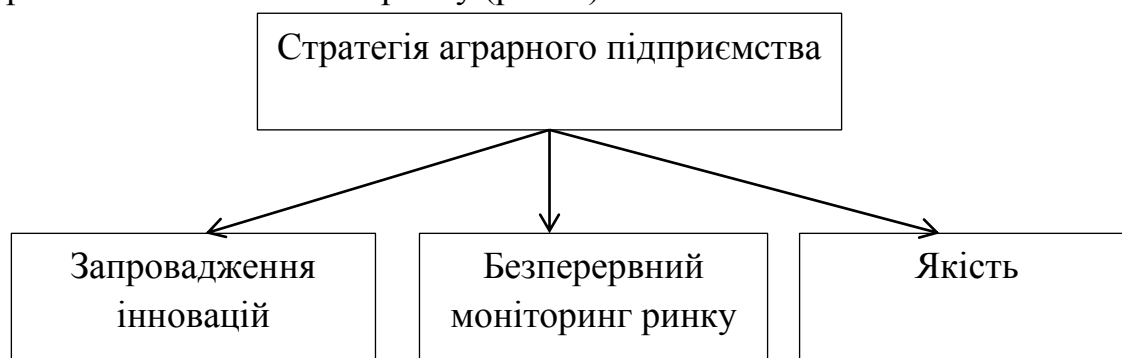 Стратегія аграрного підприємства
Запровадження
інновацій
Безперервний
моніторинг ринку
Якість